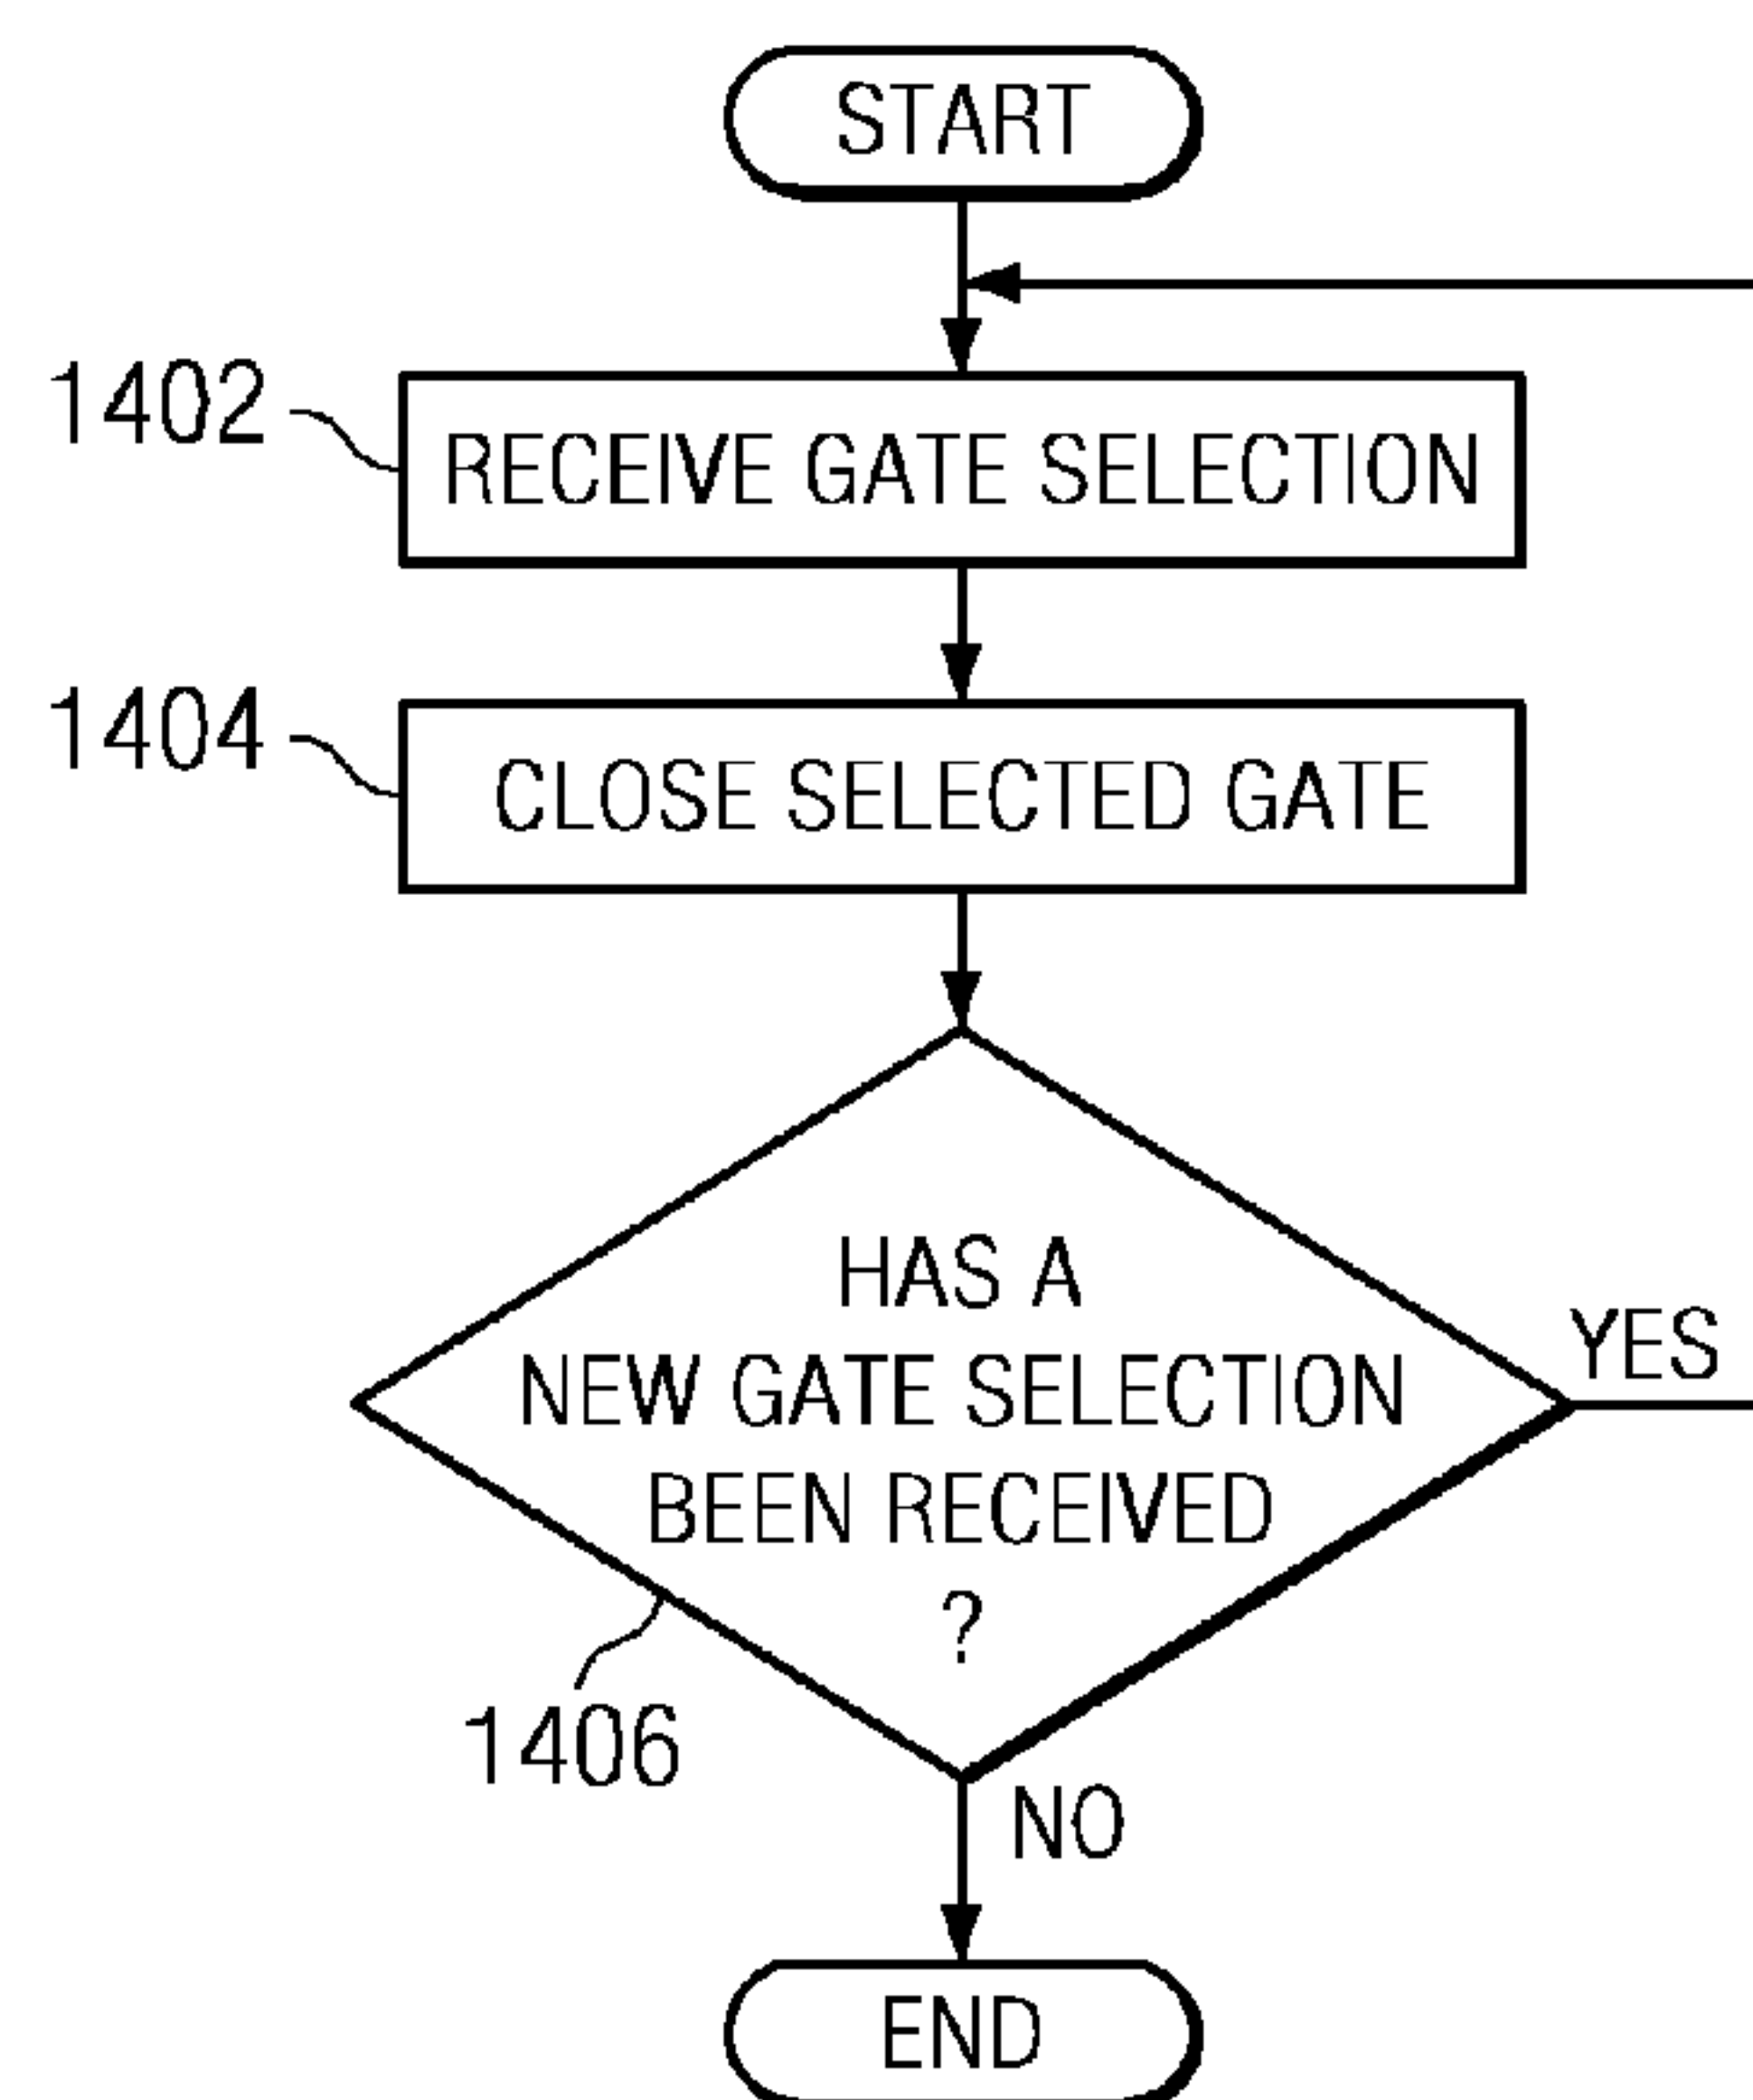 START
1402
RECEIVE GATE SELECTION
1404
CLOSE SELECTED GATE
HAS A
NEW GATE SELECTION
BEEN RECEIVED
?
YES
1406
NO
END